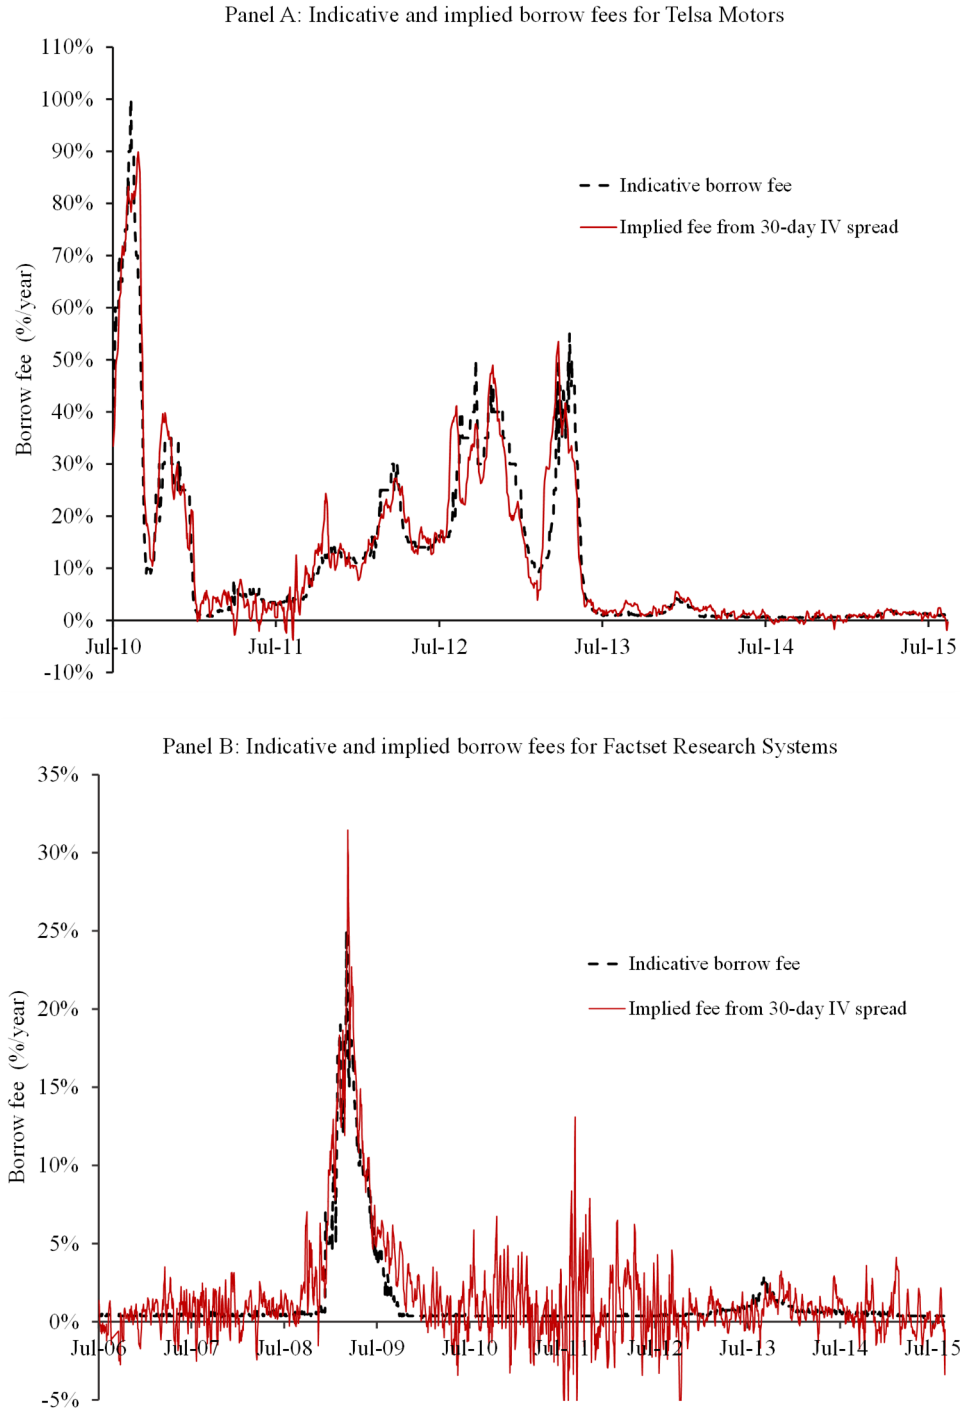 Panel A: Indicative and implied borrow fees for Telsa Motors
110%
100%
90%
80%
70%
60%
50%
40%
30%
20%
10%
0%
-10%
Borrow fee (%/year)
Indicative borrow fee
Implied fee from 30-day IV spread
Jul-10
Jul-11
Jul-12
Jul-13
Jul-14
Jul-15
Panel B: Indicative and implied borrow fees for Factset Research Systems
35%
30%
25%
20%
15%
10%
5%
0%
-5%
Borrow fee (%/year)
Indicative borrow fee
Implied fee from 30-day IV spread
Jul-06
Jul-07
Jul-08
Jul-09
Jul-10
Jul-11
Jul-12
Jul-13
Jul-14
Jul-15